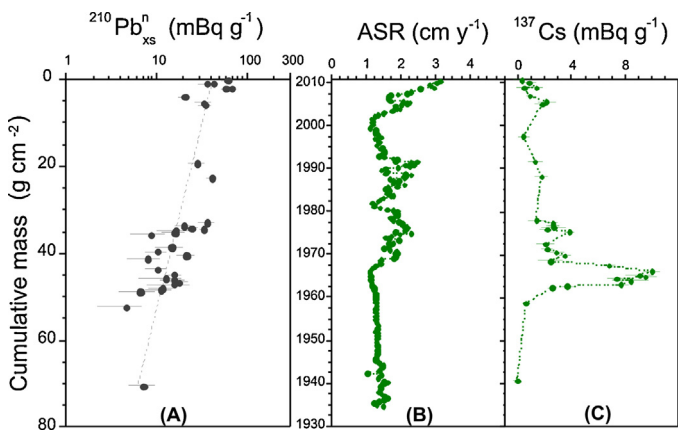 210Pb n xs (mBq g-1)
ASR (cm y-1)
137Cs (mBq g-1)
1 10 100 300
0 1 2 3 4
0 4 8
Cumulative mass (g cm-2)
0
20
40
60
80
2010
2000
1990
1980
1970
1960
1950
1940
1930
(A)
(B)
(C)